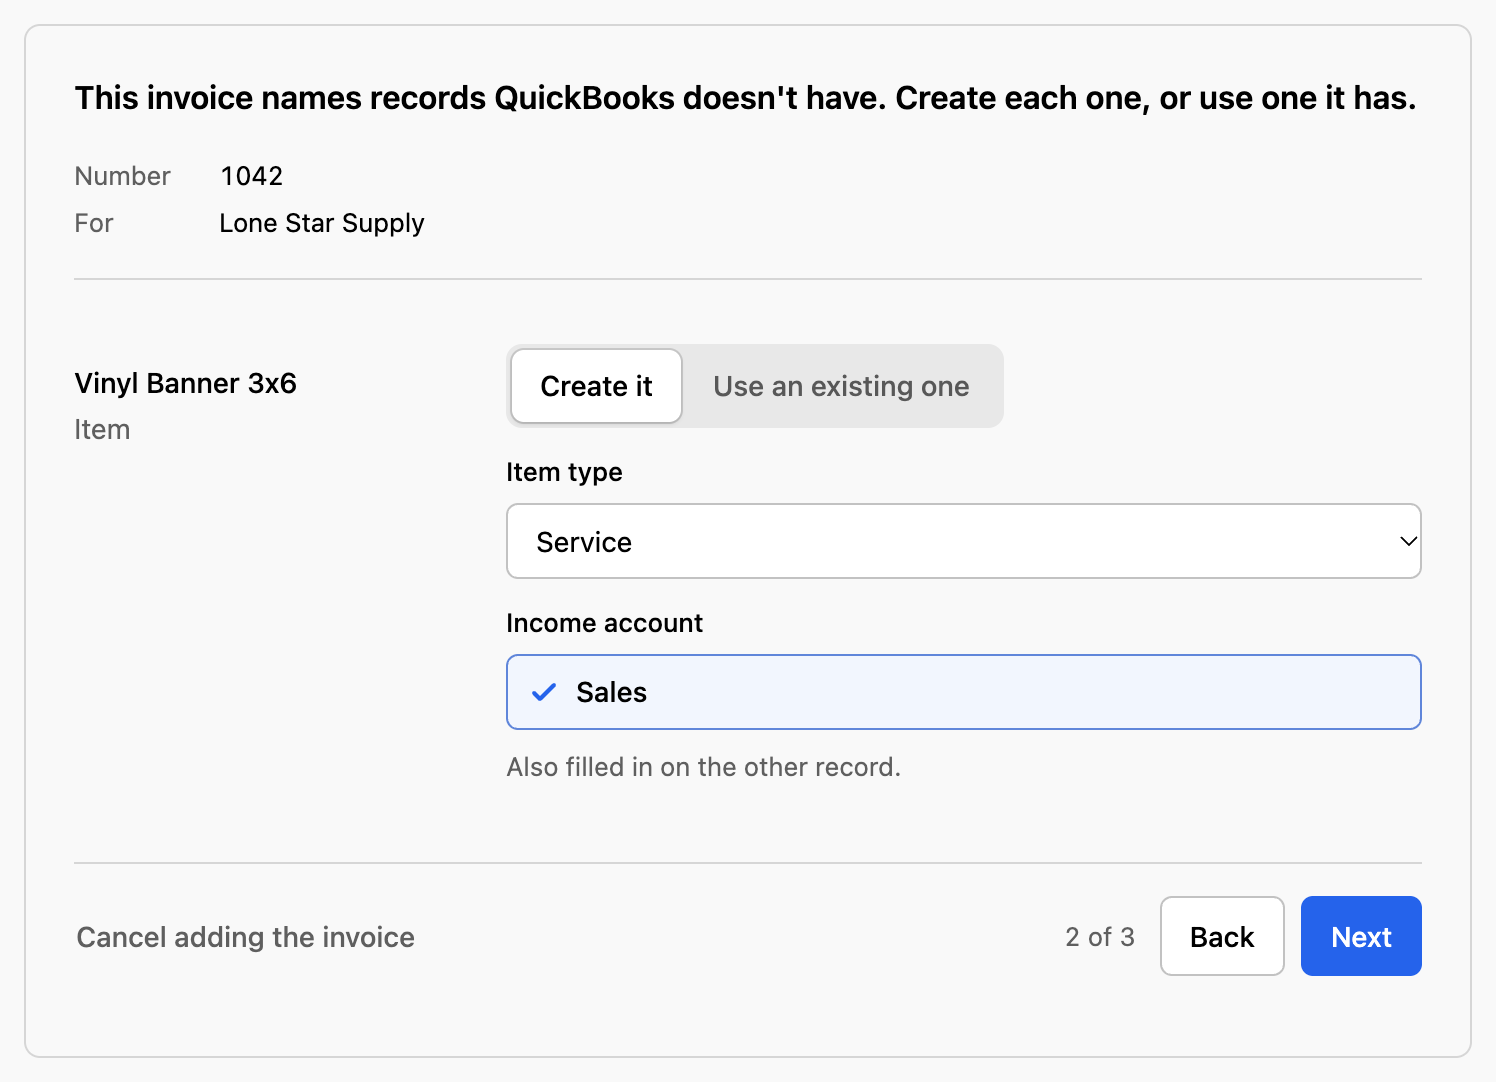 This invoice names records QuickBooks doesn't have. Create each one, or use one it has.
Number 1042
For Lone Star Supply
Vinyl Banner 3x6
Item
Create it Use an existing one
Item type
Service
Income account
Sales
Also filled in on the other record.
Cancel adding the invoice 2 of 3 Back Next